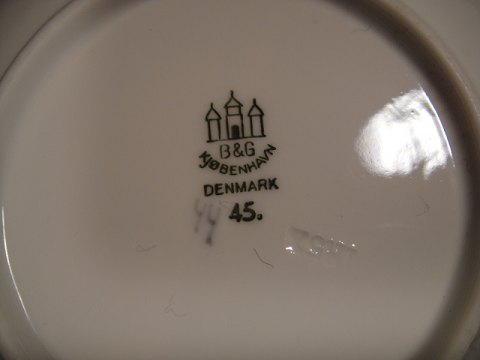 B&G
KJØBENHAVN
DENMARK
45.